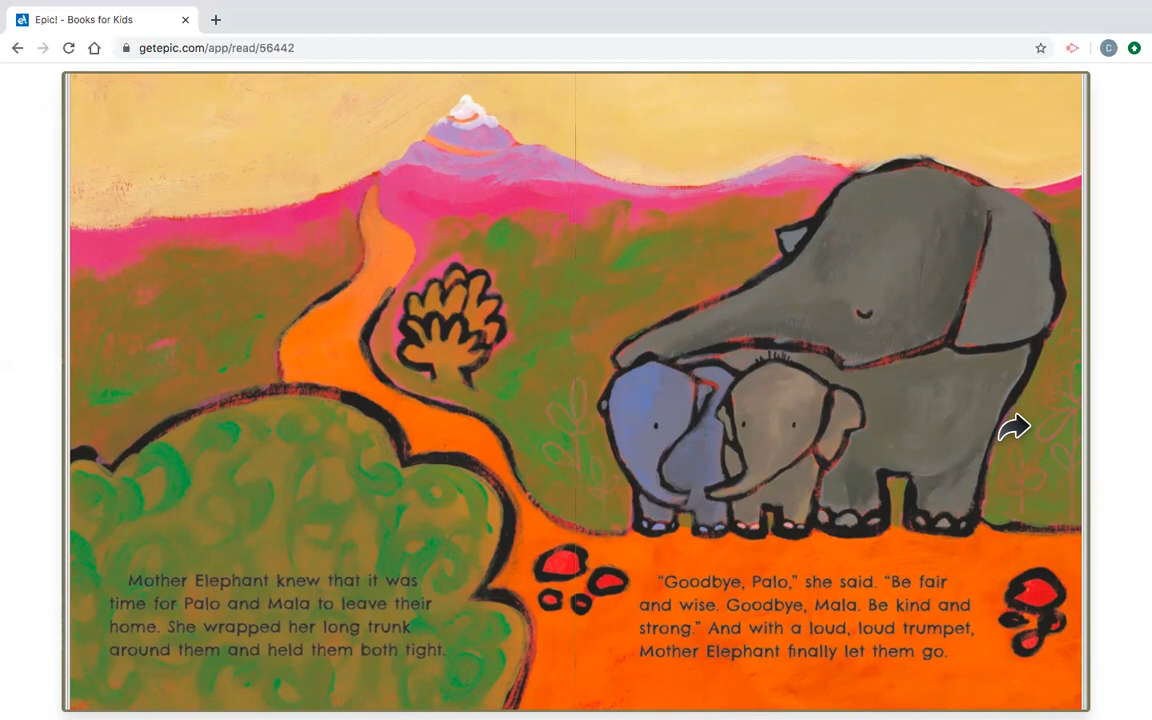 Epic! - Books for Kids
getepic.com/app/read/56442
C
Mother Elephant knew that it was
time for Palo and Mala to leave their
home. She wrapped her long trunk
around them and held them both tight.
“Goodbye, Palo,” she said. “Be fair
and wise. Goodbye, Mala. Be kind and
strong.” And with a loud, loud trumpet,
Mother Elephant finally let them go.